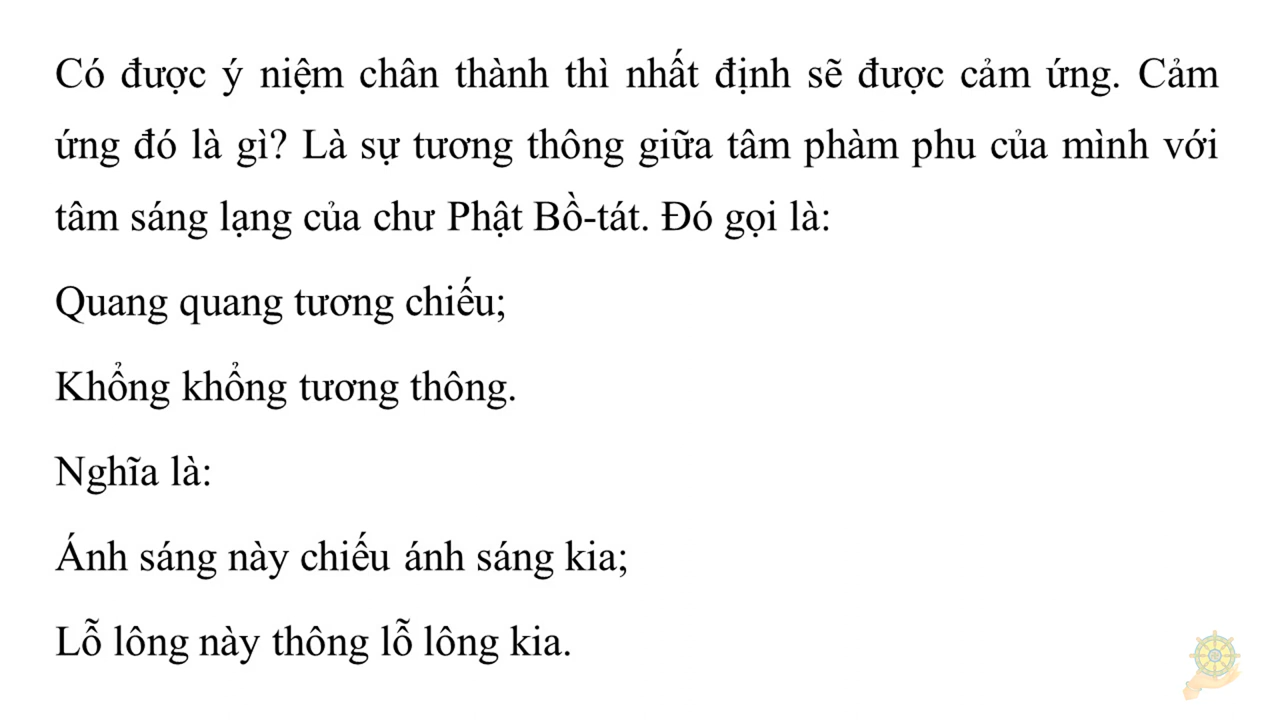 Có được ý niệm chân thành thì nhất định sẽ được cảm ứng. Cảm
ứng đó là gì? Là sự tương thông giữa tâm phàm phu của mình với
tâm sáng lạng của chư Phật Bồ-tát. Đó gọi là:
Quang quang tương chiếu;
Khổng khổng tương thông.
Nghĩa là:
Ánh sáng này chiếu ánh sáng kia;
Lỗ lông này thông lỗ lông kia.